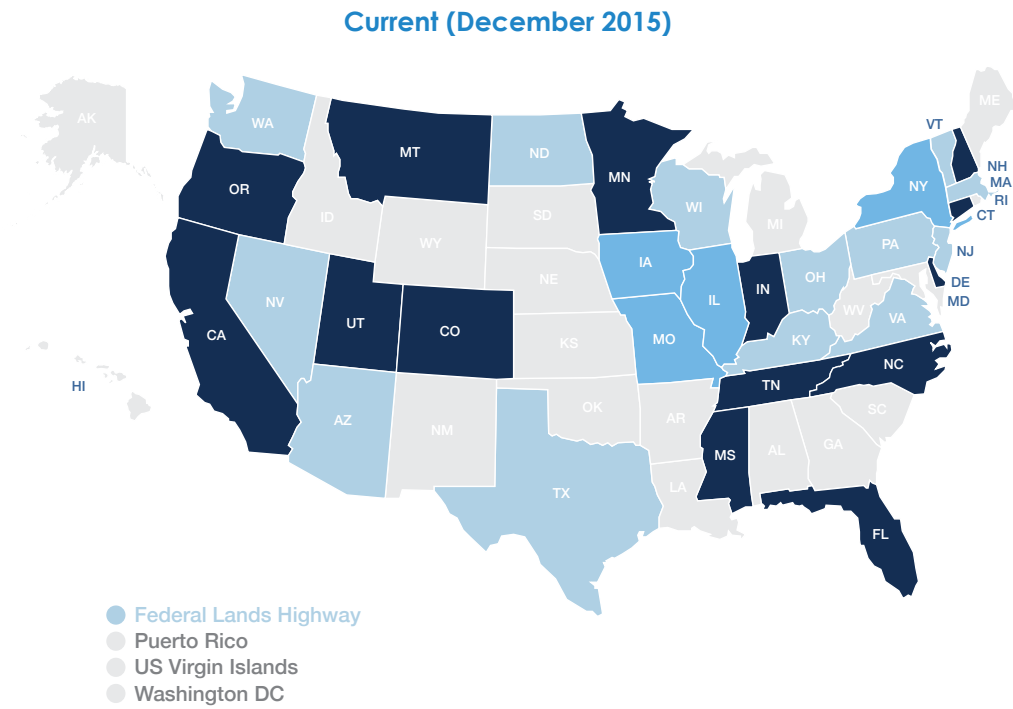 Current (December 2015)
AK
WA
MT
ND
MN
VT
ME
OR
ID
SD
WI
NY
NH
MA
RI
CT
WY
MI
IA
PA
NJ
NV
NE
IL
IN
OH
DE
MD
CA
UT
CO
KS
MO
KY
WV
VA
HI
TN
NC
AZ
NM
OK
AR
SC
MS
AL
GA
TX
LA
FL
Federal Lands Highway
Puerto Rico
US Virgin Islands
Washington DC